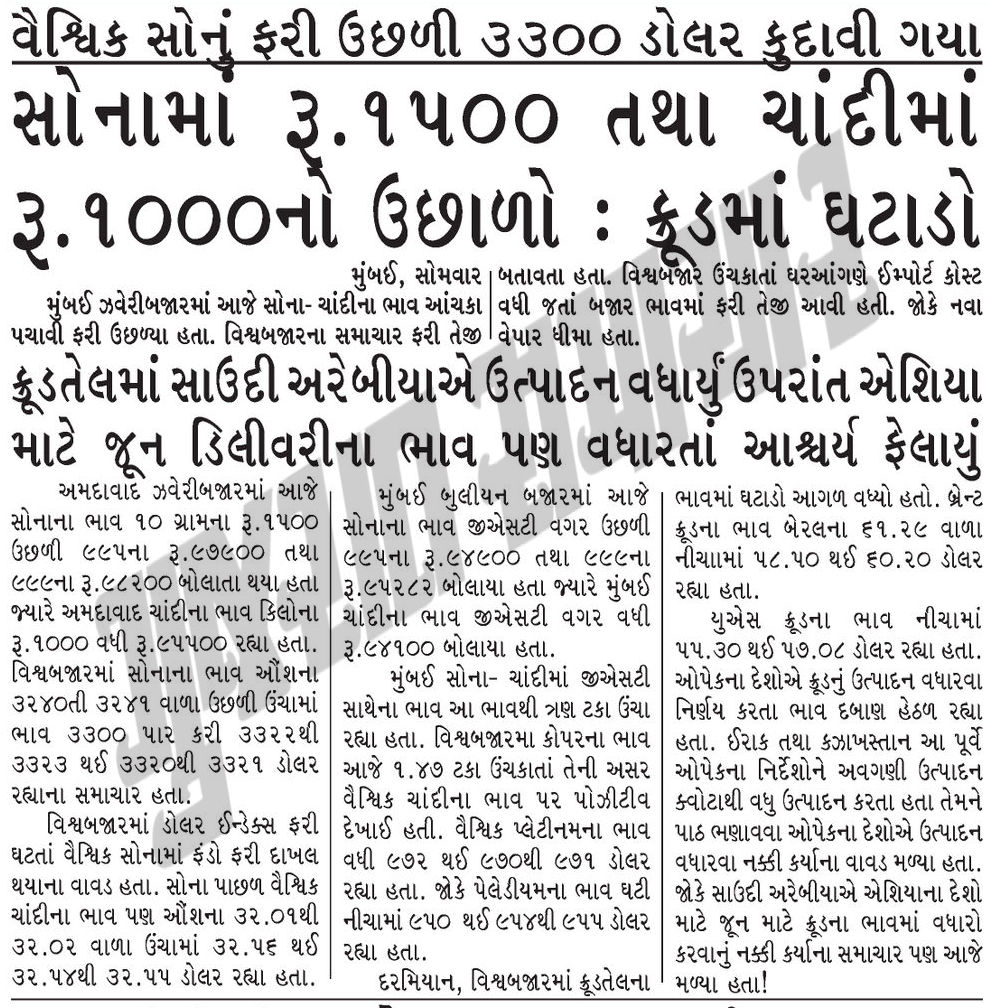 વૈશ્વિક સોનું ફરી ઉછળી ૩૩૦૦ ડોલર કુદાવી ગયા
સોનામાં રૂ.૧૫૦૦ તથા ચાંદીમાં
રૂ.૧૦૦૦નો ઉછાળો : ક્રૂડમાં ઘટાડો
મુંબઈ, સોમવાર
મુંબઈ ઝવેરીબજારમાં આજે સોના- ચાંદીના ભાવ આંચકા
પચાવી ફરી ઉછળ્યા હતા. વિશ્વબજારના સમાચાર ફરી તેજી
બતાવતા હતા. વિશ્વબજાર ઉંચકાતાં ઘરઆંગણે ઈમ્પોર્ટ કોસ્ટ
વધી જતાં બજાર ભાવમાં ફરી તેજી આવી હતી. જોકે નવા
વેપાર ધીમા હતા.
ક્રૂડતેલમાં સાઉદી અરેબીયાએ ઉત્પાદન વધાર્યું ઉપરાંત એશિયા
માટે જૂન ડિલીવરીના ભાવ પણ વધારતાં આશ્ચર્ય ફેલાયું
અમદાવાદ ઝવેરીબજારમાં આજે
સોનાના ભાવ ૧૦ ગ્રામના રૂ.૧૫૦૦
ઉછળી ૯૯૫ના રૂ.૯૭૯૦૦ તથા
૯૯૯ના રૂ.૯૮૨૦૦ બોલાતા થયા હતા
જ્યારે અમદાવાદ ચાંદીના ભાવ કિલોના
રૂ.૧૦૦૦ વધી રૂ.૯૫૫૦૦ રહ્યા હતા.
વિશ્વબજારમાં સોનાના ભાવ ઔંશના
૩૨૪૦તી ૩૨૪૧ વાળા ઉછળી ઉંચામાં
ભાવ ૩૩૦૦ પાર કરી ૩૩૨૨થી
૩૩૨૩ થઈ ૩૩૨૦થી ૩૩૨૧ ડોલર
રહ્યાના સમાચાર હતા.
વિશ્વબજારમાં ડોલર ઈન્ડેક્સ ફરી
ઘટતાં વૈશ્વિક સોનામાં ફંડો ફરી દાખલ
થયાના વાવડ હતા. સોના પાછળ વૈશ્વિક
ચાંદીના ભાવ પણ ઔંશના ૩૨.૦૧થી
૩૨.૦૨ વાળા ઉંચામાં ૩૨.૫૬ થઈ
૩૨.૫૪થી ૩૨.૫૫ ડોલર રહ્યા હતા.
મુંબઈ બુલીયન બજારમાં આજે
સોનાના ભાવ જીએસટી વગર ઉછળી
૯૯૫ના રૂ.૯૪૯૦૦ તથા ૯૯૯ના
રૂ.૯૫૨૮૨ બોલાયા હતા જ્યારે મુંબઈ
ચાંદીના ભાવ જીએસટી વગર વધી
રૂ.૯૪૧૦૦ બોલાયા હતા.
મુંબઈ સોના- ચાંદીમાં જીએસટી
સાથેના ભાવ આ ભાવથી ત્રણ ટકા ઉંચા
રહ્યા હતા. વિશ્વબજારમા કોપરના ભાવ
આજે ૧.૪૭ ટકા ઉંચકાતાં તેની અસર
વૈશ્વિક ચાંદીના ભાવ પર પોઝીટીવ
દેખાઈ હતી. વૈશ્વિક પ્લેટીનમના ભાવ
વધી ૯૭૨ થઈ ૯૭૦થી ૯૭૧ ડોલર
રહ્યા હતા. જોકે પેલેડીયમના ભાવ ઘટી
નીચામાં ૯૫૦ થઈ ૯૫૪થી ૯૫૫ ડોલર
રહ્યા હતા.
દરમિયાન, વિશ્વબજારમાં ક્રૂડતેલના
ભાવમાં ઘટાડો આગળ વધ્યો હતો. બ્રેન્ટ
ક્રૂડના ભાવ બેરલના ૬૧.૨૯ વાળા
નીચાામાં ૫૮.૫૦ થઈ ૬૦.૨૦ ડોલર
રહ્યા હતા.
યુએસ ક્રૂડના ભાવ નીચામાં
૫૫.૩૦ થઈ ૫૭.૦૮ ડોલર રહ્યા હતા.
ઓપેકના દેશોએ ક્રૂડનું ઉત્પાદન વધારવા
નિર્ણય કરતા ભાવ દબાણ હેઠળ રહ્યા
હતા. ઈરાક તથા કઝાખસ્તાન આ પૂર્વે
ઓપેકના નિર્દેશોને અવગણી ઉત્પાદન
ક્વોટાથી વધુ ઉત્પાદન કરતા હતા તેમને
પાઠ ભણાવવા ઓપેકના દેશોએ ઉત્પાદન
વધારવા નક્કી કર્યાના વાવડ મળ્યા હતા.
જોકે સાઉદી અરેબીયાએ એશિયાના દેશો
માટે જૂન માટે ક્રૂડના ભાવમાં વધારો
કરવાનું નક્કી કર્યાના સમાચાર પણ આજે
મળ્યા હતા!
ગુજરાત સમાચાર